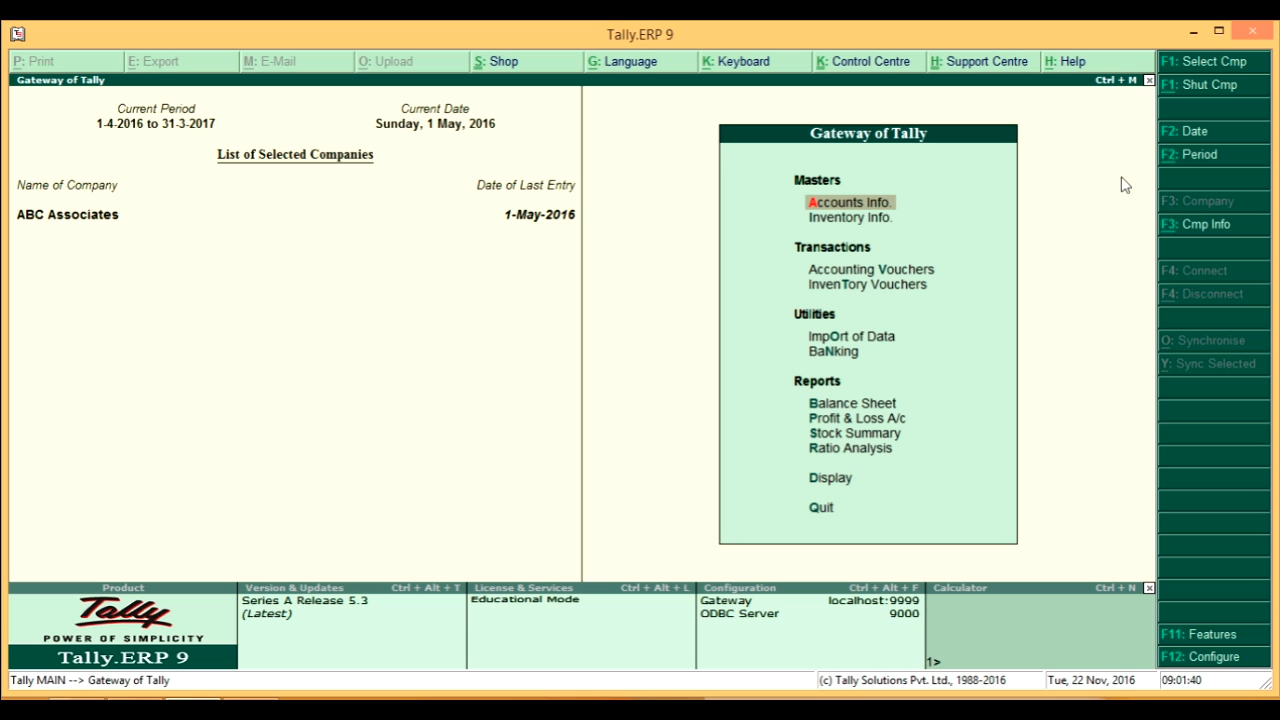 Tally.ERP 9
P: Print E: Export M: E-Mail O: Upload S: Shop G: Language K: Keyboard K: Control Centre H: Support Centre H: Help
Gateway of Tally Ctrl + M
Current Period Current Date
1-4-2016 to 31-3-2017 Sunday, 1 May, 2016
List of Selected Companies
Name of Company Date of Last Entry
ABC Associates 1-May-2016
Gateway of Tally
Masters
Accounts Info.
Inventory Info.
Transactions
Accounting Vouchers
InvenTory Vouchers
Utilities
ImpOrt of Data
BaNking
Reports
Balance Sheet
Profit & Loss A/c
Stock Summary
Ratio Analysis
Display
Quit
F1: Select Cmp
F1: Shut Cmp
F2: Date
F2: Period
F3: Company
F3: Cmp Info
F4: Connect
F4: Disconnect
O: Synchronise
Y: Sync Selected
F11: Features
F12: Configure
Product
Tally
POWER OF SIMPLICITY
Tally.ERP 9
Version & Updates Ctrl + Alt + T
Series A Release 5.3
(Latest)
License & Services Ctrl + Alt + L
Educational Mode
Configuration Ctrl + Alt + F
Gateway localhost:9999
ODBC Server 9000
Calculator Ctrl + N
1>
Tally MAIN --> Gateway of Tally (c) Tally Solutions Pvt. Ltd., 1988-2016 Tue, 22 Nov, 2016 09:01:40